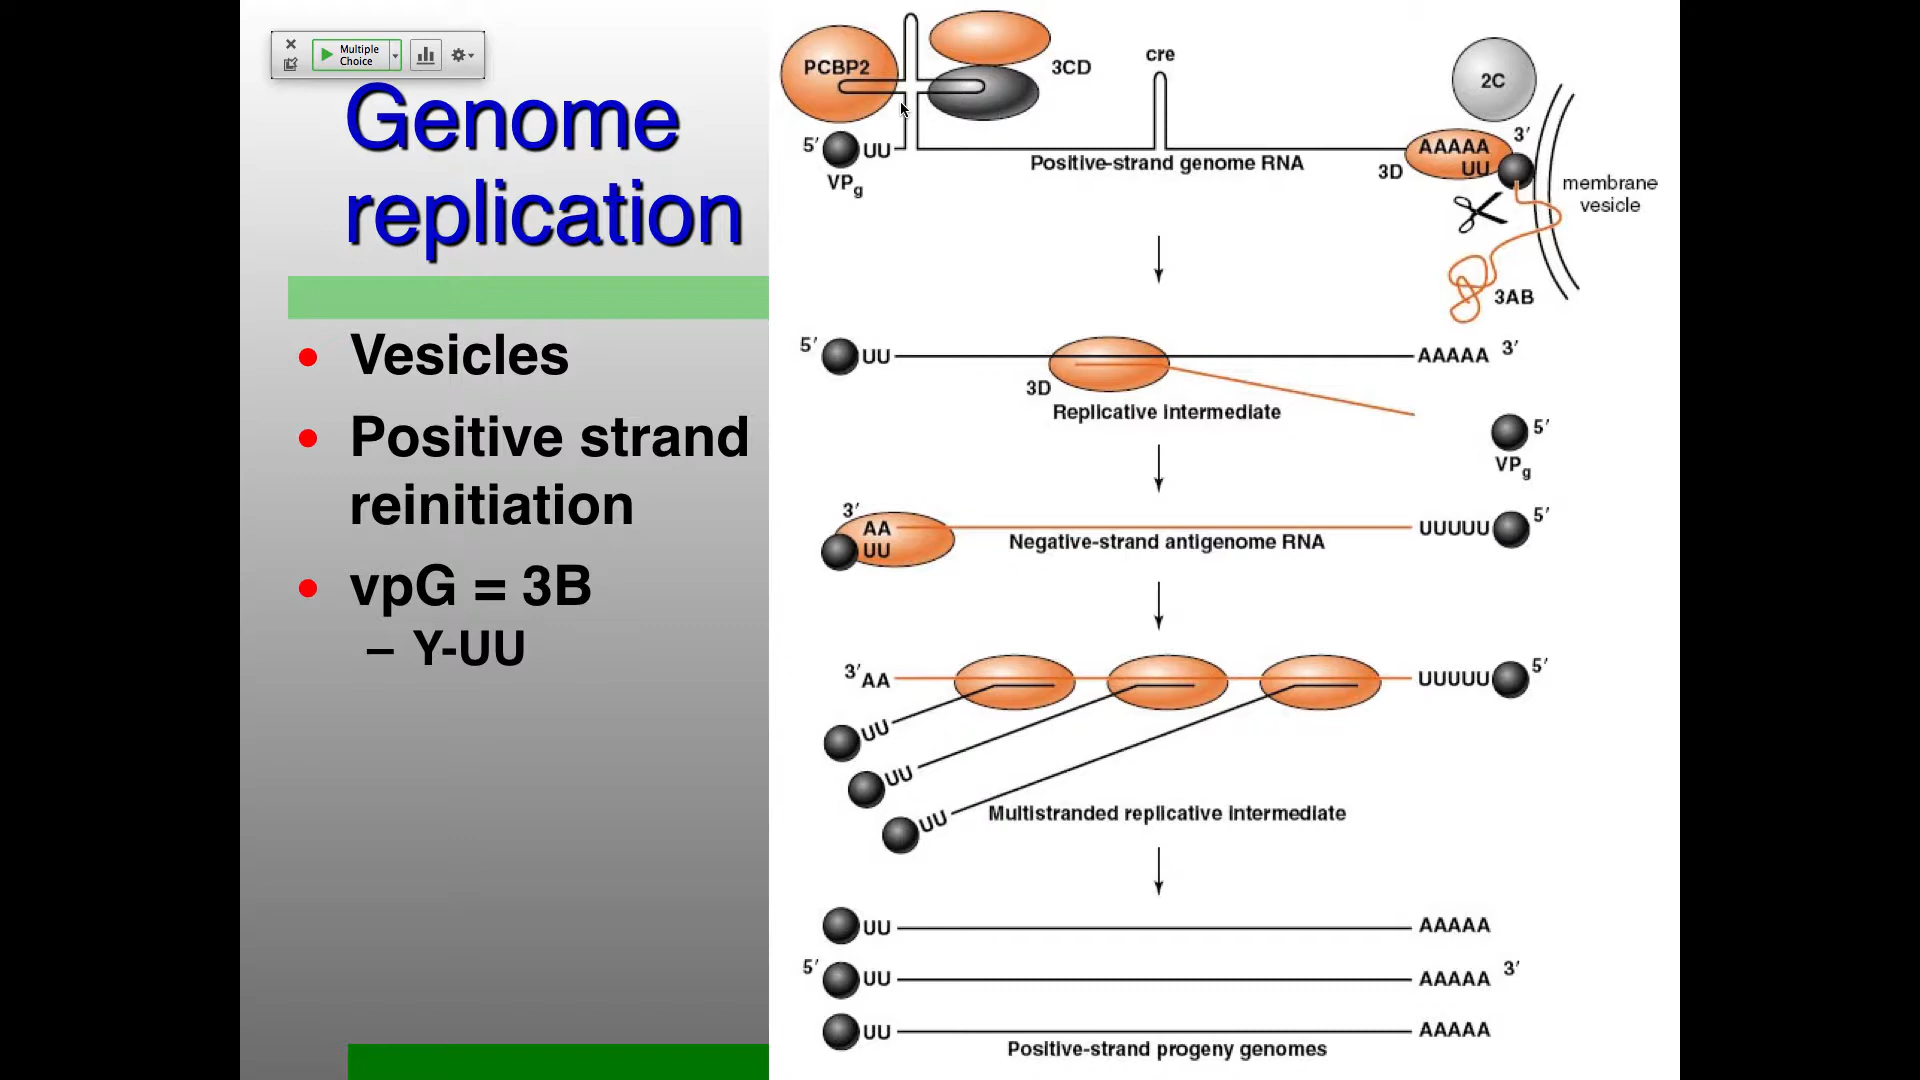 Multiple
Choice
Genome
replication
Vesicles
Positive strand
reinitiation
vpG = 3B
– Y-UU
PCBP2
3CD
cre
2C
5′ UU
VPg
Positive-strand genome RNA
3D
AAAAA 3′
UU
membrane
vesicle
3AB
5′ UU
AAAAA 3′
3D
Replicative intermediate
5′
VPg
3′
AA
UU
Negative-strand antigenome RNA
UUUUU 5′
3′ AA
UUUUU 5′
UU
UU
UU
Multistranded replicative intermediate
UU AAAAA
5′ UU AAAAA 3′
UU AAAAA
Positive-strand progeny genomes